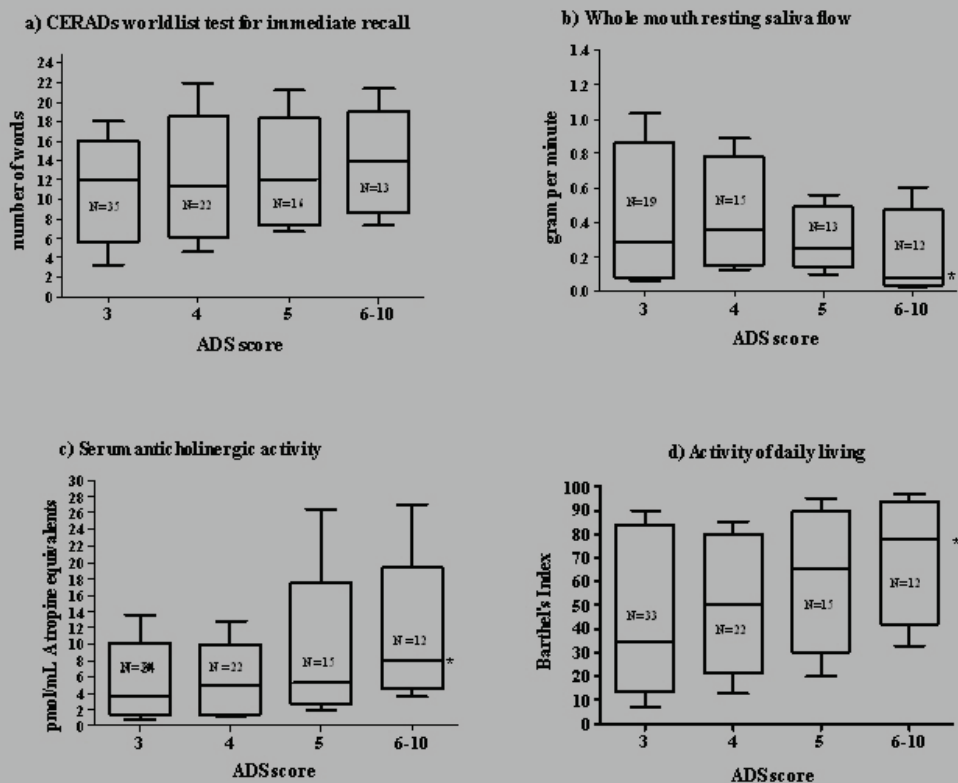 a) CERADs world list test for immediate recall
number of words
24
22
20
18
16
14
12
10
8
6
4
2
0
N=35
N=22
N=13
3
4
5
6-10
ADS score
b) Whole mouth resting saliva flow
gram per minute
1.4
1.2
1.0
0.8
0.6
0.4
0.2
0.0
N=19
N=15
N=13
N=12
*
3
4
5
6-10
ADS score
c) Serum anticholinergic activity
pmol/mL Atropine equivalents
30
28
26
24
22
20
18
16
14
12
10
8
6
4
2
0
N=22
N=15
N=12
*
3
4
5
6-10
ADS score
d) Activity of daily living
Barthel's Index
100
90
80
70
60
50
40
30
20
10
0
N=33
N=22
N=15
N=12
*
3
4
5
6-10
ADS score